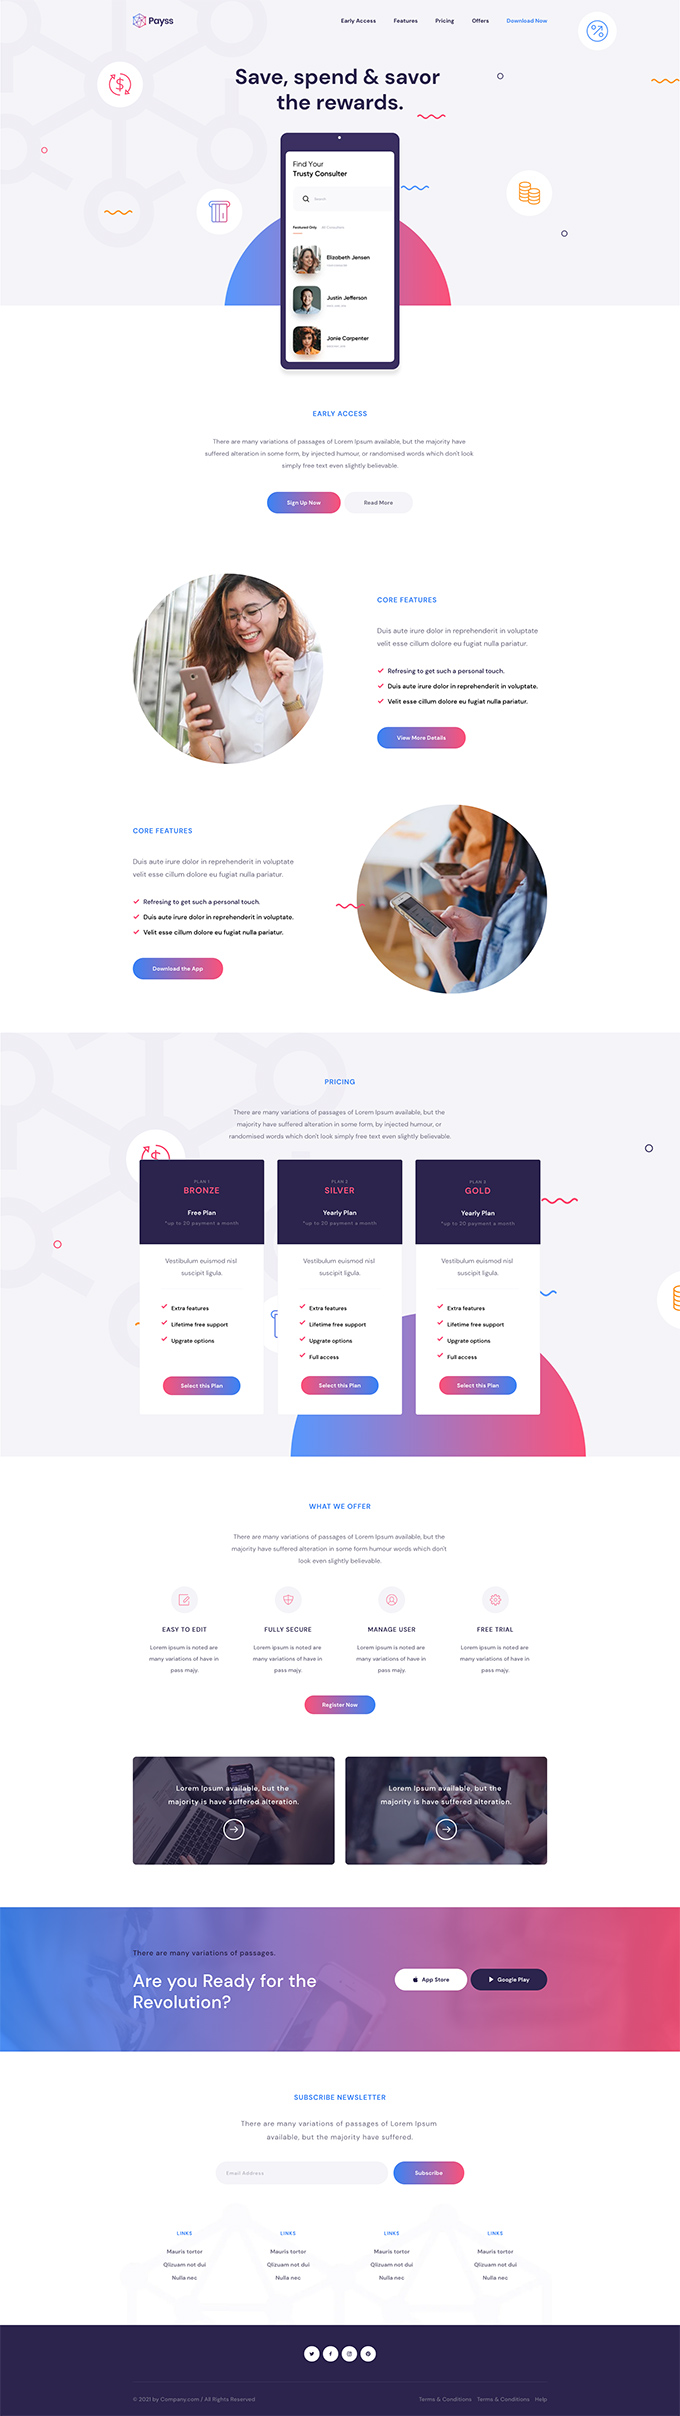 Payss
Early Access Features Pricing Offers Download Now
Save, spend & savor
the rewards.
Find Your
Trusty Consulter
Search
Featured Only
Elizabeth Jensen
Justin Jefferson
Janie Carpenter
EARLY ACCESS
There are many variations of passages of Lorem Ipsum available, but the majority have
suffered alteration in some form, by injected humour, or randomised words which don't look
simply free text even slightly believable.
Sign Up Now Read More
CORE FEATURES
Duis aute irure dolor in reprehenderit in voluptate
velit esse cillum dolore eu fugiat nulla pariatur.
Refresing to get such a personal touch.
Duis aute irure dolor in reprehenderit in voluptate.
Velit esse cillum dolore eu fugiat nulla pariatur.
View More Details
CORE FEATURES
Duis aute irure dolor in reprehenderit in voluptate
velit esse cillum dolore eu fugiat nulla pariatur.
Refresing to get such a personal touch.
Duis aute irure dolor in reprehenderit in voluptate.
Velit esse cillum dolore eu fugiat nulla pariatur.
Download the App
PRICING
There are many variations of passages of Lorem Ipsum available, but the
majority have suffered alteration in some form, by injected humour, or
randomised words which don't look simply free text even slightly believable.
PLAN 1
BRONZE
Free Plan
*up to 20 payment a month
Vestibulum euismod nisl
suscipit ligula.
Extra features
Lifetime free support
Upgrate options
Select this Plan
PLAN 2
SILVER
Yearly Plan
*up to 20 payment a month
Vestibulum euismod nisl
suscipit ligula.
Extra features
Lifetime free support
Upgrate options
Full access
Select this Plan
PLAN 3
GOLD
Yearly Plan
*up to 20 payment a month
Vestibulum euismod nisl
suscipit ligula.
Extra features
Lifetime free support
Upgrate options
Full access
Select this Plan
WHAT WE OFFER
There are many variations of passages of Lorem Ipsum available, but the
majority have suffered alteration in some form humour words which don't
look even slightly believable.
EASY TO EDIT
Lorem ipsum is noted are
many variations of have in
pass majy.
FULLY SECURE
Lorem ipsum is noted are
many variations of have in
pass majy.
MANAGE USER
Lorem ipsum is noted are
many variations of have in
pass majy.
FREE TRIAL
Lorem ipsum is noted are
many variations of have in
pass majy.
Register Now
Lorem Ipsum available, but the
majority is have suffered alteration.
Lorem Ipsum available, but the
majority is have suffered alteration.
There are many variations of passages.
Are you Ready for the
Revolution?
App Store Google Play
SUBSCRIBE NEWSLETTER
There are many variations of passages of Lorem Ipsum
available, but the majority have suffered.
Email Address Subscribe
LINKS
Mauris tortor
Qlizuam not dui
Nulla nec
LINKS
Mauris tortor
Qlizuam not dui
Nulla nec
LINKS
Mauris tortor
Qlizuam not dui
Nulla nec
LINKS
Mauris tortor
Qlizuam not dui
Nulla nec
© 2021 by Company.com / All Rights Reserved Terms & Conditions Terms & Conditions Help